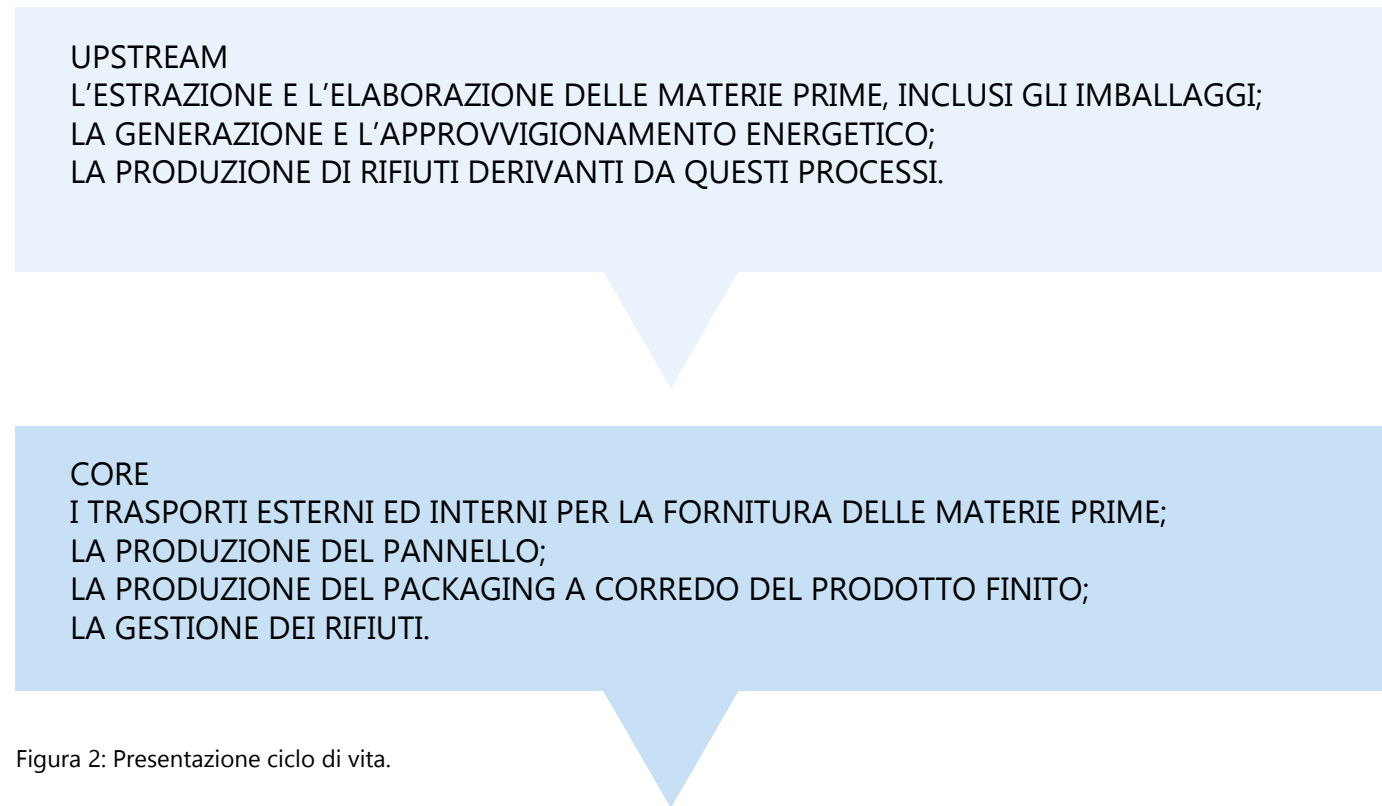 UPSTREAM
L’ESTRAZIONE E L’ELABORAZIONE DELLE MATERIE PRIME, INCLUSI GLI IMBALLAGGI;
LA GENERAZIONE E L’APPROVVIGIONAMENTO ENERGETICO;
LA PRODUZIONE DI RIFIUTI DERIVANTI DA QUESTI PROCESSI.
CORE
I TRASPORTI ESTERNI ED INTERNI PER LA FORNITURA DELLE MATERIE PRIME;
LA PRODUZIONE DEL PANNELLO;
LA PRODUZIONE DEL PACKAGING A CORREDO DEL PRODOTTO FINITO;
LA GESTIONE DEI RIFIUTI.
Figura 2: Presentazione ciclo di vita.